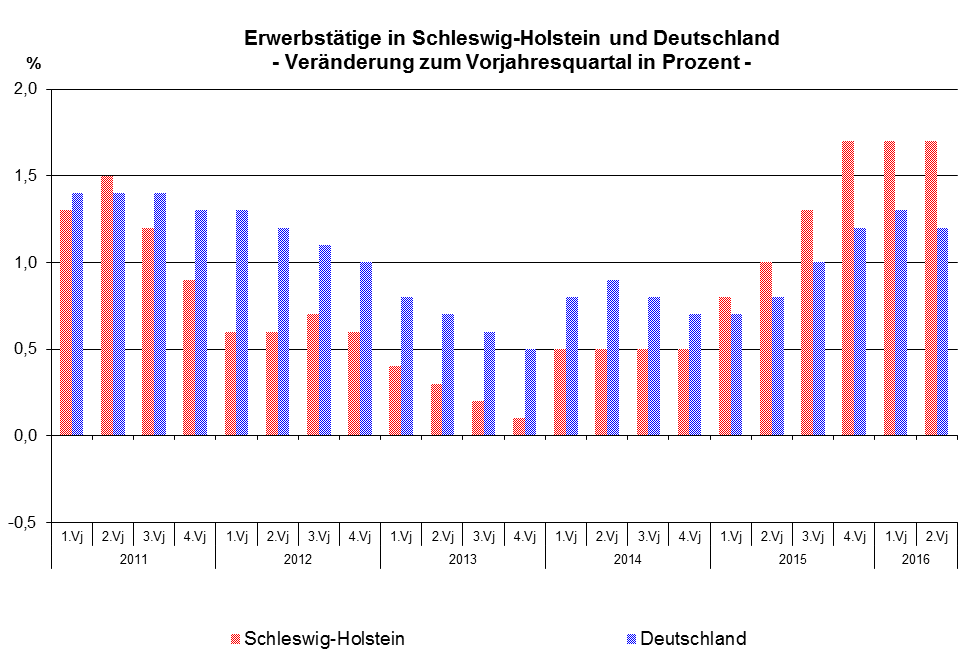 Erwerbstätige in Schleswig-Holstein und Deutschland
- Veränderung zum Vorjahresquartal in Prozent -
%
2,0
1,5
1,0
0,5
0,0
-0,5
1.Vj 2.Vj 3.Vj 4.Vj 1.Vj 2.Vj 3.Vj 4.Vj 1.Vj 2.Vj 3.Vj 4.Vj 1.Vj 2.Vj 3.Vj 4.Vj 1.Vj 2.Vj 3.Vj 4.Vj 1.Vj 2.Vj
2011 2012 2013 2014 2015 2016
Schleswig-Holstein Deutschland